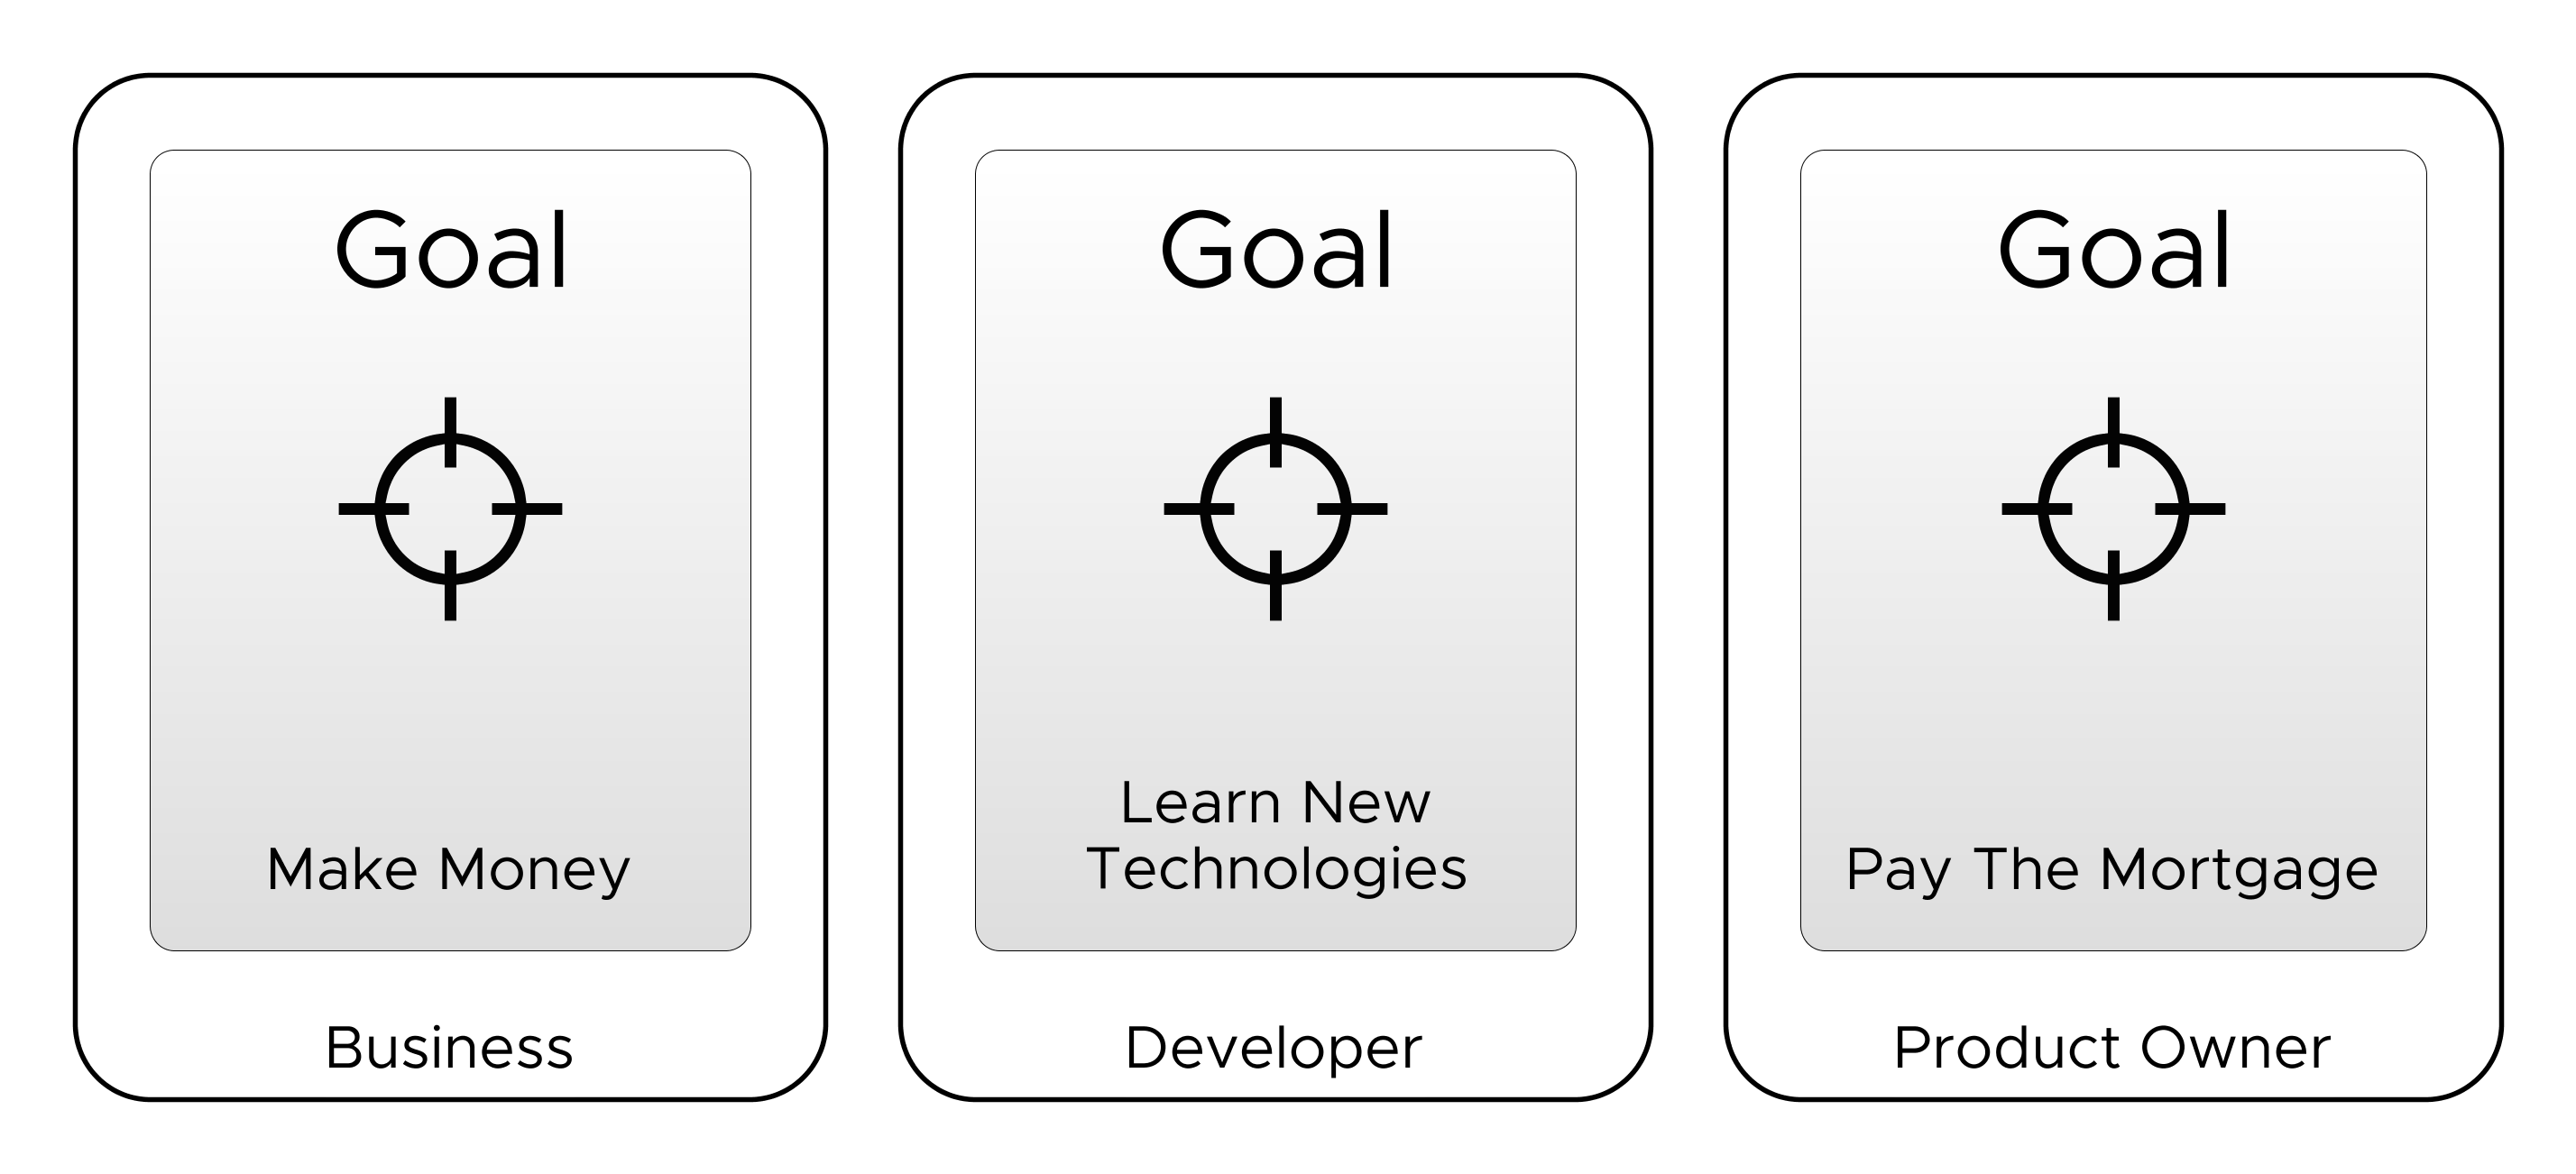 Goal
Make Money
Business
Goal
Learn New
Technologies
Developer
Goal
Pay The Mortgage
Product Owner